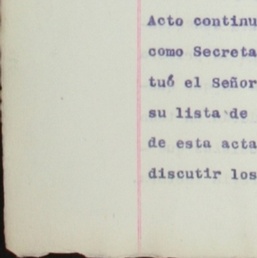 Acto continu
como Secreta
tuó el Señor
su lista de
de esta acta
discutir los